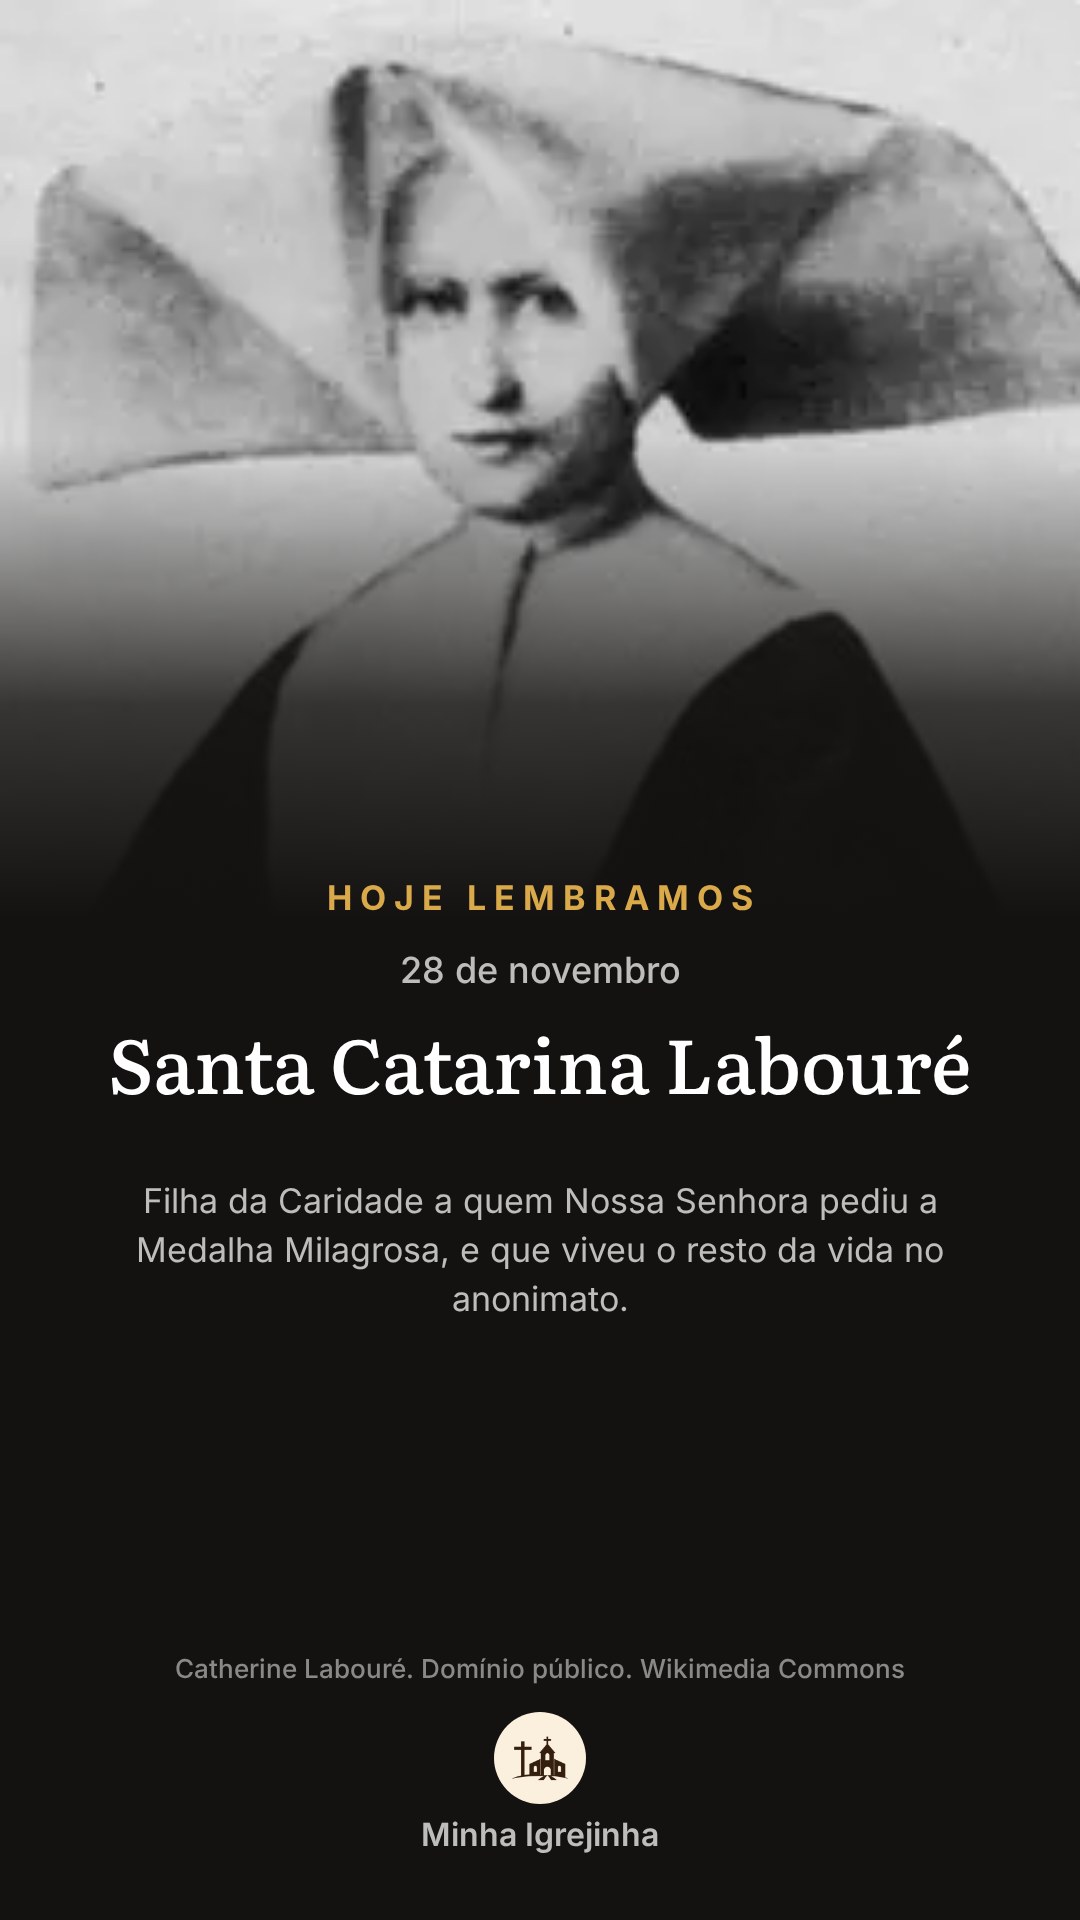 HOJE LEMBRAMOS
28 de novembro
Santa Catarina Labouré
Filha da Caridade a quem Nossa Senhora pediu a
Medalha Milagrosa, e que viveu o resto da vida no
anonimato.
Catherine Labouré. Domínio público. Wikimedia Commons
Minha Igrejinha